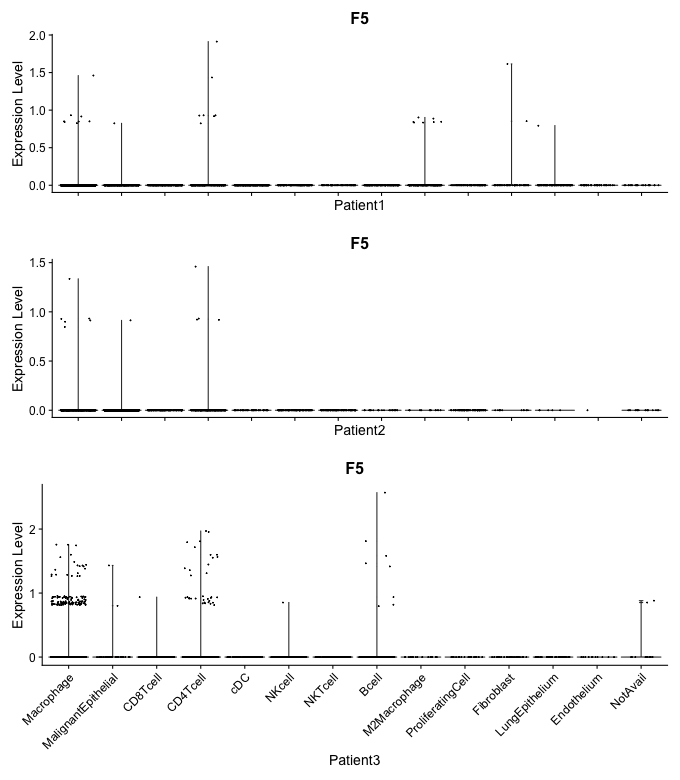 F5
Expression Level
2.0
1.5
1.0
0.5
0.0
Patient1
F5
Expression Level
1.5
1.0
0.5
0.0
Patient2
F5
Expression Level
2
1
0
Macrophage
MalignantEpithelial
CD8Tcell
CD4Tcell
cDC
NKcell
NKTcell
Bcell
M2Macrophage
ProliferatingCell
Fibroblast
LungEpithelium
Endothelium
NotAvail
Patient3